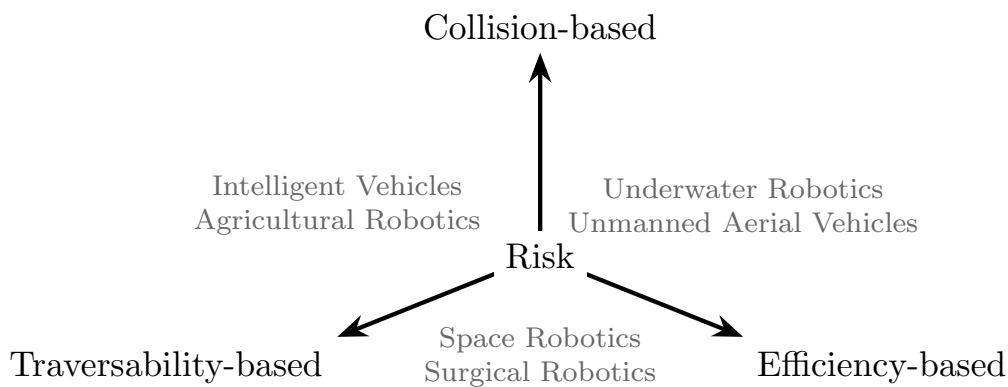 Collision-based
Intelligent Vehicles
Agricultural Robotics
Underwater Robotics
Unmanned Aerial Vehicles
Risk
Traversability-based
Space Robotics
Surgical Robotics
Efficiency-based